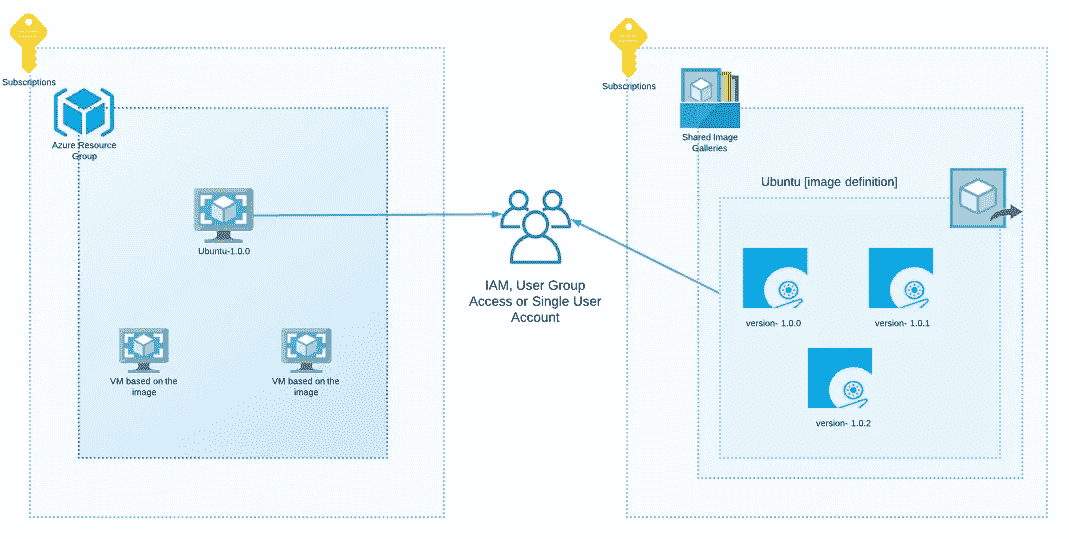 Subscriptions
Azure Resource
Group
Ubuntu-1.0.0
VM based on the
image
VM based on the
image
IAM, User Group
Access or Single User
Account
Subscriptions
Shared Image
Galleries
Ubuntu [image definition]
version- 1.0.0
version- 1.0.1
version- 1.0.2